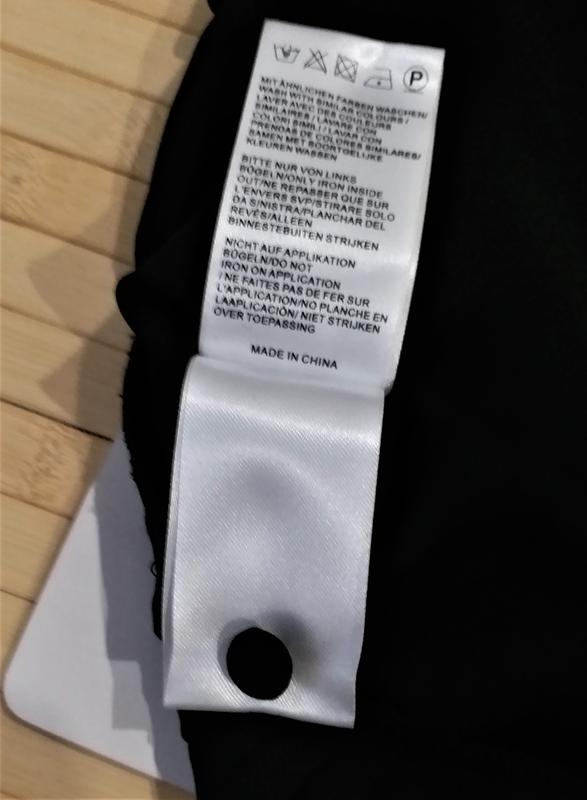 P
MIT ÄHNLICHEN FARBEN WASCHEN/
WASH WITH SIMILAR COLOURS/
LAVER AVEC DES COULEURS
SIMILAIRES/LAVARE CON
COLORI SIMILI/LAVAR CON
PRENDAS DE COLORES SIMILARES/
SAMEN MET SOORTGELIJKE
KLEUREN WASSEN
BITTE NUR VON LINKS
BÜGELN/ONLY IRON INSIDE
OUT/NE REPASSER QUE SUR
L'ENVERS SVP/STIRARE SOLO
DA SINISTRA/PLANCHAR DEL
REVÉS/ALLEEN
BINNESTEBUITEN STRIJKEN
NICHT AUF APPLIKATION
BÜGELN/DO NOT
IRON ON APPLICATION
/NE FAITES PAS DE FER SUR
L'APPLICATION/NO PLANCHE EN
LAAPLICACIÓN/ NIET STRIJKEN
OVER TOEPASSING
MADE IN CHINA